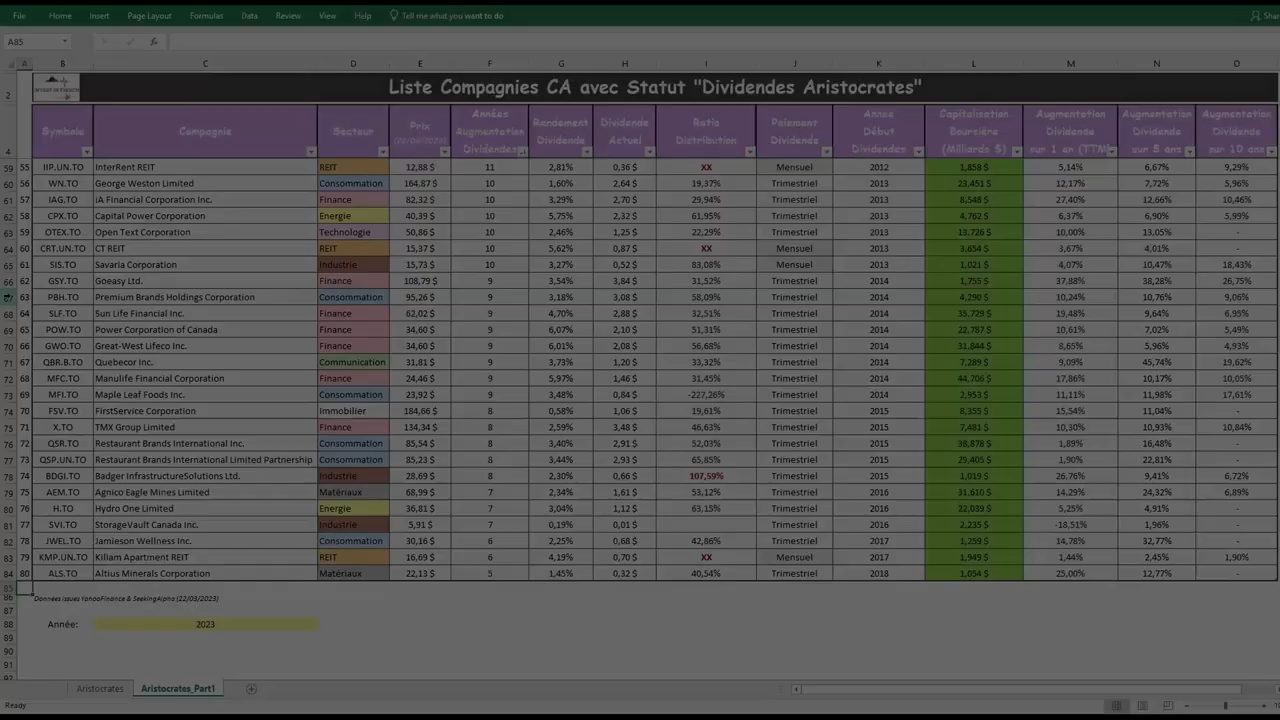 File Home Insert Page Layout Formulas Data Review View Help Tell me what you want to do
A85 fx
A B C D E F G H I J K L M N O
2 Liste Compagnies CA avec Statut "Dividendes Aristocrates"
4 Symbole Compagnie Secteur Prix Années Augmentation Dividendes Rendement Dividende Dividende Actuel Ratio Distribution Paiement Dividende Année Début Dividendes Capitalisation Boursière (Milliards $) Augmentation Dividende sur 1 an (TTM) Augmentation Dividende sur 5 ans Augmentation Dividende sur 10 ans
59 55 IIP.UN.TO InterRent REIT REIT 12,88 $ 11 2,81% 0,36 $ XX Mensuel 2012 1,858 $ 5,14% 6,67% 9,29%
60 56 WN.TO George Weston Limited Consommation 164,87 $ 10 1,60% 2,64 $ 19,37% Trimestriel 2013 23,451 $ 12,17% 7,72% 5,96%
61 57 IAG.TO iA Financial Corporation Inc. Finance 82,32 $ 10 3,29% 2,70 $ 29,94% Trimestriel 2013 8,548 $ 27,40% 12,66% 10,46%
62 58 CPX.TO Capital Power Corporation Energie 40,39 $ 10 5,75% 2,32 $ 61,95% Trimestriel 2013 4,762 $ 6,37% 6,90% 5,99%
63 59 OTEX.TO Open Text Corporation Technologie 50,86 $ 10 2,46% 1,25 $ 22,29% Trimestriel 2013 13,726 $ 10,00% 13,05% -
64 60 CRT.UN.TO CT REIT REIT 15,37 $ 10 5,62% 0,87 $ XX Mensuel 2013 3,654 $ 3,67% 4,01% -
65 61 SIS.TO Savaria Corporation Industrie 15,73 $ 10 3,27% 0,52 $ 83,08% Mensuel 2013 1,021 $ 4,07% 10,47% 18,43%
66 62 GSY.TO Goeasy Ltd. Finance 108,79 $ 9 3,54% 3,84 $ 31,52% Trimestriel 2014 1,755 $ 37,88% 38,28% 26,75%
67 63 PBH.TO Premium Brands Holdings Corporation Consommation 95,26 $ 9 3,18% 3,08 $ 58,09% Trimestriel 2014 4,290 $ 10,24% 10,76% 9,06%
68 64 SLF.TO Sun Life Financial Inc. Finance 62,02 $ 9 4,70% 2,88 $ 32,51% Trimestriel 2014 35,729 $ 19,48% 9,64% 6,95%
69 65 POW.TO Power Corporation of Canada Finance 34,60 $ 9 6,07% 2,10 $ 51,31% Trimestriel 2014 22,787 $ 10,61% 7,02% 5,49%
70 66 GWO.TO Great-West Lifeco Inc. Finance 34,60 $ 9 6,01% 2,08 $ 56,68% Trimestriel 2014 31,844 $ 8,65% 5,96% 4,93%
71 67 QBR.B.TO Quebecor Inc. Communication 31,81 $ 9 3,73% 1,20 $ 33,32% Trimestriel 2014 7,289 $ 9,09% 45,74% 19,62%
72 68 MFC.TO Manulife Financial Corporation Finance 24,46 $ 9 5,97% 1,46 $ 31,45% Trimestriel 2014 44,706 $ 17,86% 10,17% 10,05%
73 69 MFI.TO Maple Leaf Foods Inc. Consommation 23,92 $ 9 3,48% 0,84 $ -227,26% Trimestriel 2014 2,953 $ 11,11% 11,98% 17,61%
74 70 FSV.TO FirstService Corporation Immobilier 184,66 $ 8 0,58% 1,06 $ 19,61% Trimestriel 2015 8,355 $ 15,54% 11,04% -
75 71 X.TO TMX Group Limited Finance 134,34 $ 8 2,59% 3,48 $ 46,63% Trimestriel 2015 7,481 $ 10,30% 10,93% 10,84%
76 72 QSR.TO Restaurant Brands International Inc. Consommation 85,54 $ 8 3,40% 2,91 $ 52,03% Trimestriel 2015 38,878 $ 1,89% 16,48% -
77 73 QSP.UN.TO Restaurant Brands International Limited Partnership Consommation 85,23 $ 8 3,44% 2,93 $ 65,85% Trimestriel 2015 29,405 $ 1,90% 22,81% -
78 74 BDGI.TO Badger InfrastructureSolutions Ltd. Industrie 28,69 $ 8 2,30% 0,66 $ 107,59% Trimestriel 2015 1,019 $ 26,76% 9,41% 6,72%
79 75 AEM.TO Agnico Eagle Mines Limited Matériaux 68,99 $ 7 2,34% 1,61 $ 53,12% Trimestriel 2016 31,610 $ 14,29% 24,32% 6,89%
80 76 H.TO Hydro One Limited Energie 36,81 $ 7 3,04% 1,12 $ 63,15% Trimestriel 2016 22,039 $ 5,25% 4,91% -
81 77 SVI.TO StorageVault Canada Inc. Industrie 5,91 $ 7 0,19% 0,01 $ Trimestriel 2016 2,235 $ -18,51% 1,96% -
82 78 JWEL.TO Jamieson Wellness Inc. Consommation 30,16 $ 6 2,25% 0,68 $ 42,86% Trimestriel 2017 1,259 $ 14,78% 32,77% -
83 79 KMP.UN.TO Killam Apartment REIT REIT 16,69 $ 6 4,19% 0,70 $ XX Mensuel 2017 1,949 $ 1,44% 2,45% 1,90%
84 80 ALS.TO Altius Minerals Corporation Matériaux 22,13 $ 5 1,45% 0,32 $ 40,54% Trimestriel 2018 1,054 $ 25,00% 12,77% -
85
86 Données issues YahooFinance & SeekingAlpha (22/03/2023)
87
88 Année: 2023
89
90
91
92
Aristocrates Aristocrates_Part1
Ready